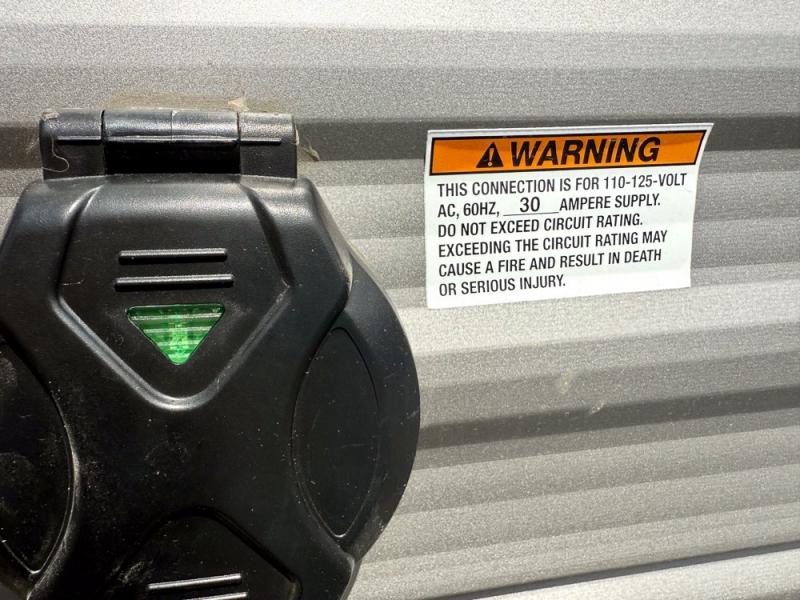 WARNING
THIS CONNECTION IS FOR 110-125-VOLT
AC, 60HZ, 30 AMPERE SUPPLY.
DO NOT EXCEED CIRCUIT RATING.
EXCEEDING THE CIRCUIT RATING MAY
CAUSE A FIRE AND RESULT IN DEATH
OR SERIOUS INJURY.